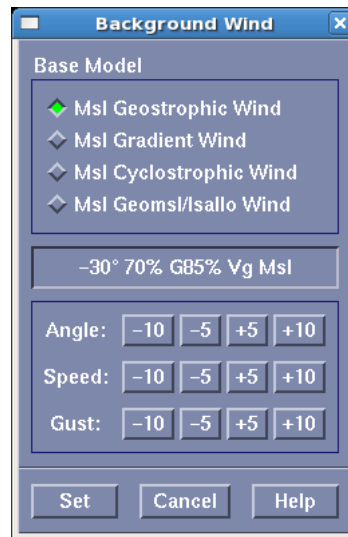 Background Wind
Base Model
Msl Geostrophic Wind
Msl Gradient Wind
Msl Cyclostrophic Wind
Msl Geomsl/Isallo Wind
-30° 70% G85% Vg Msl
Angle: -10 -5 +5 +10
Speed: -10 -5 +5 +10
Gust: -10 -5 +5 +10
Set Cancel Help